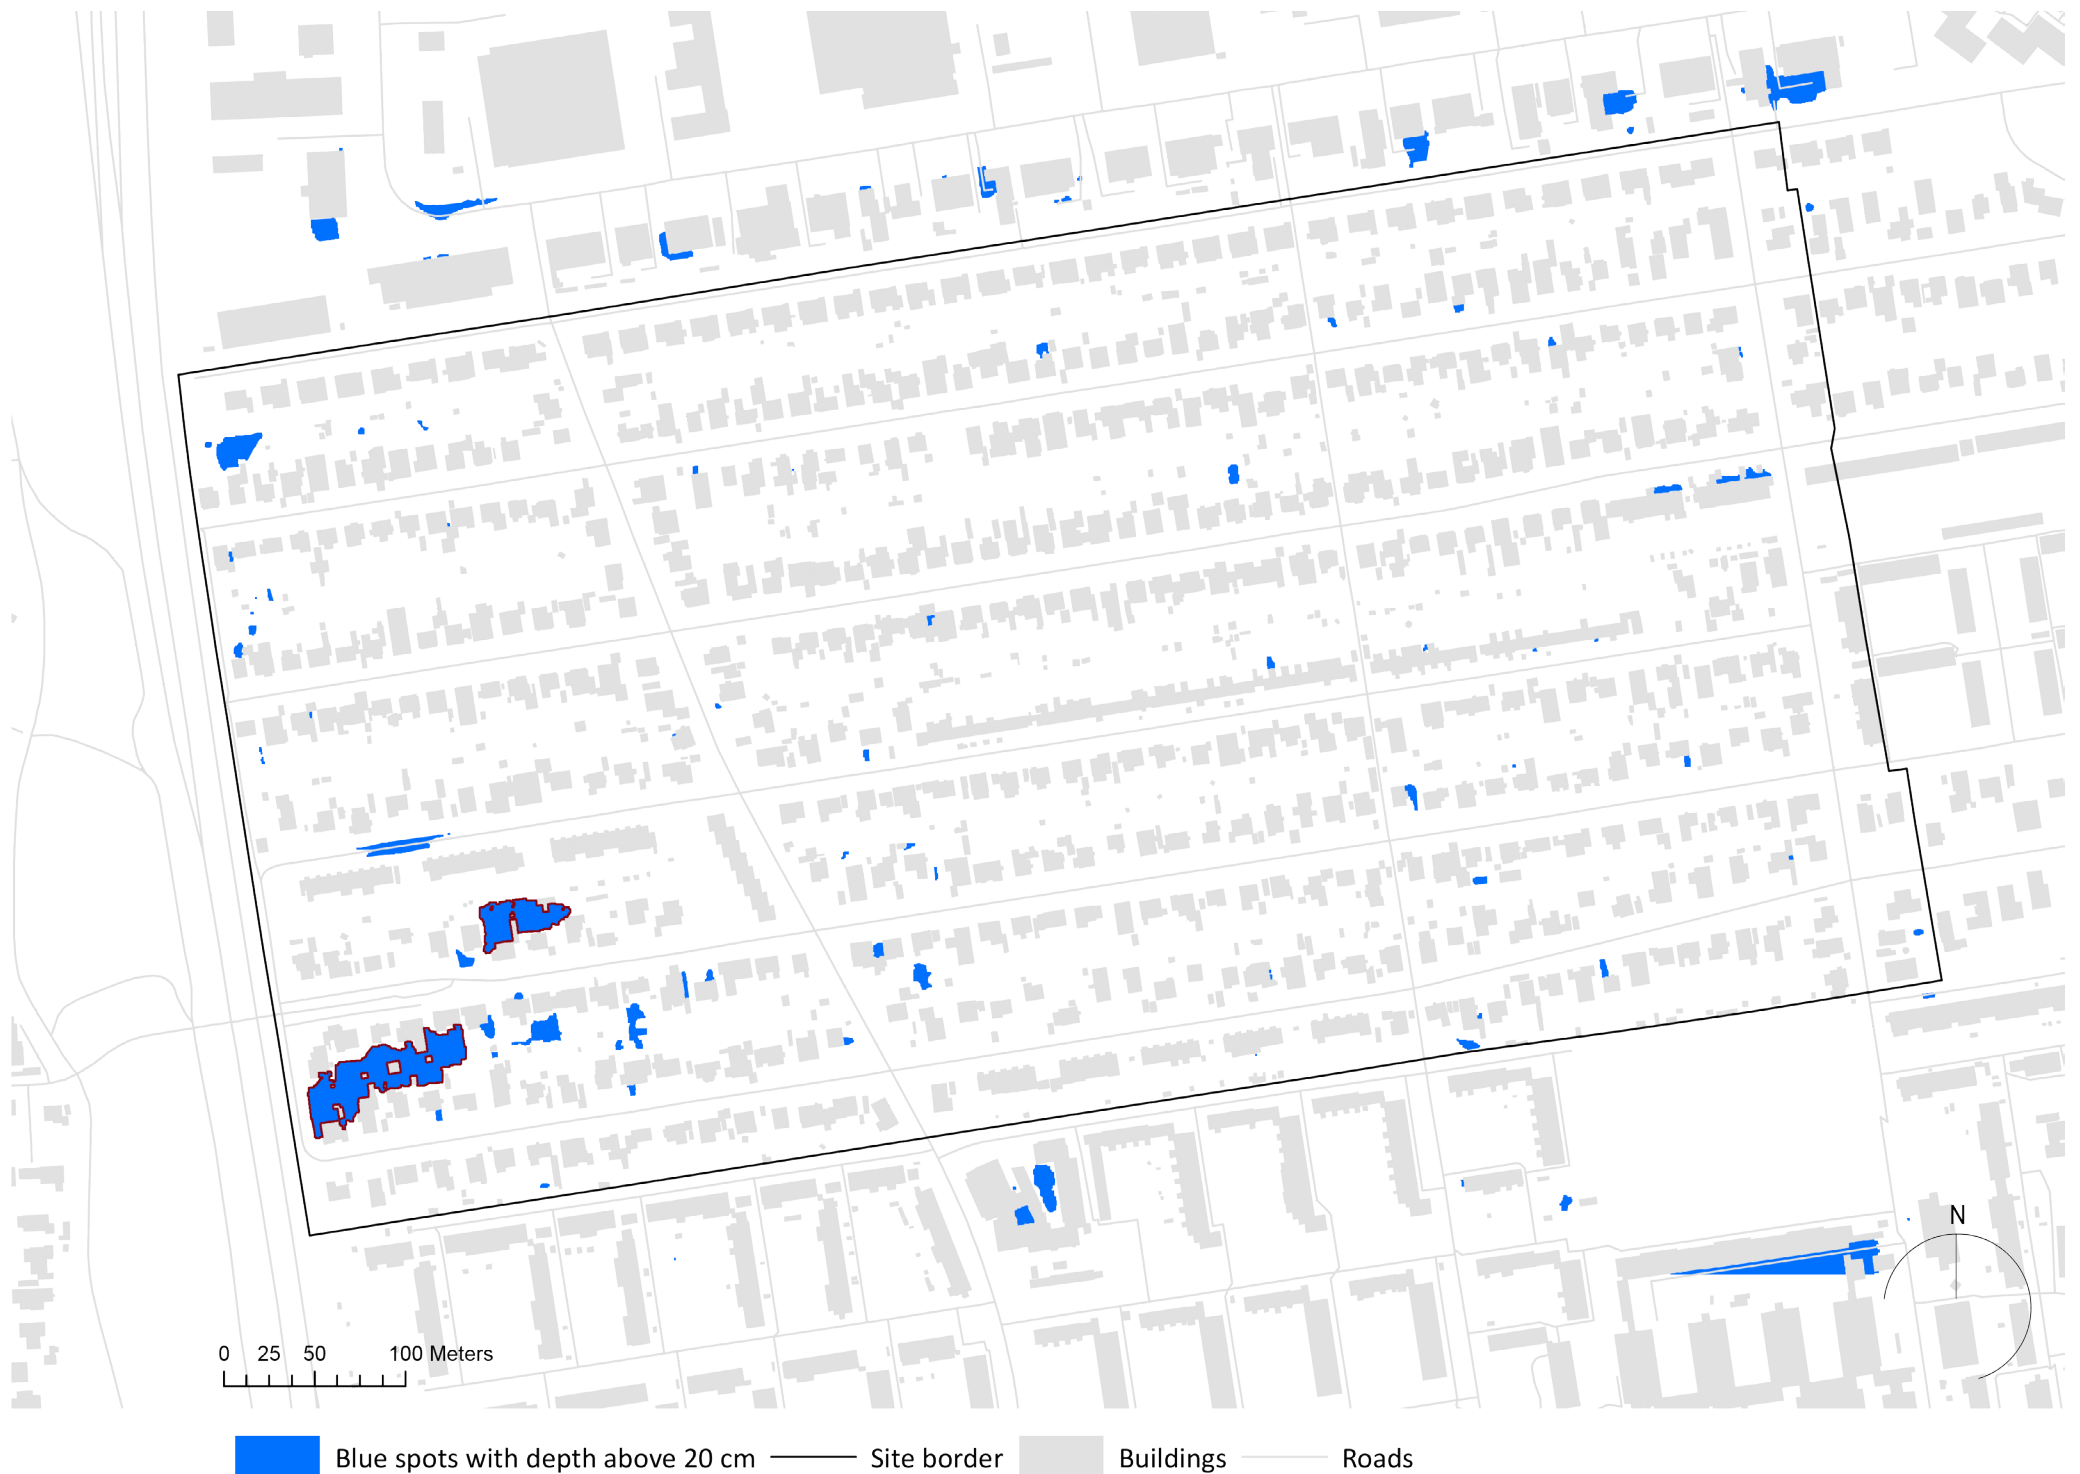 N
0 25 50 100 Meters
Blue spots with depth above 20 cm Site border Buildings Roads